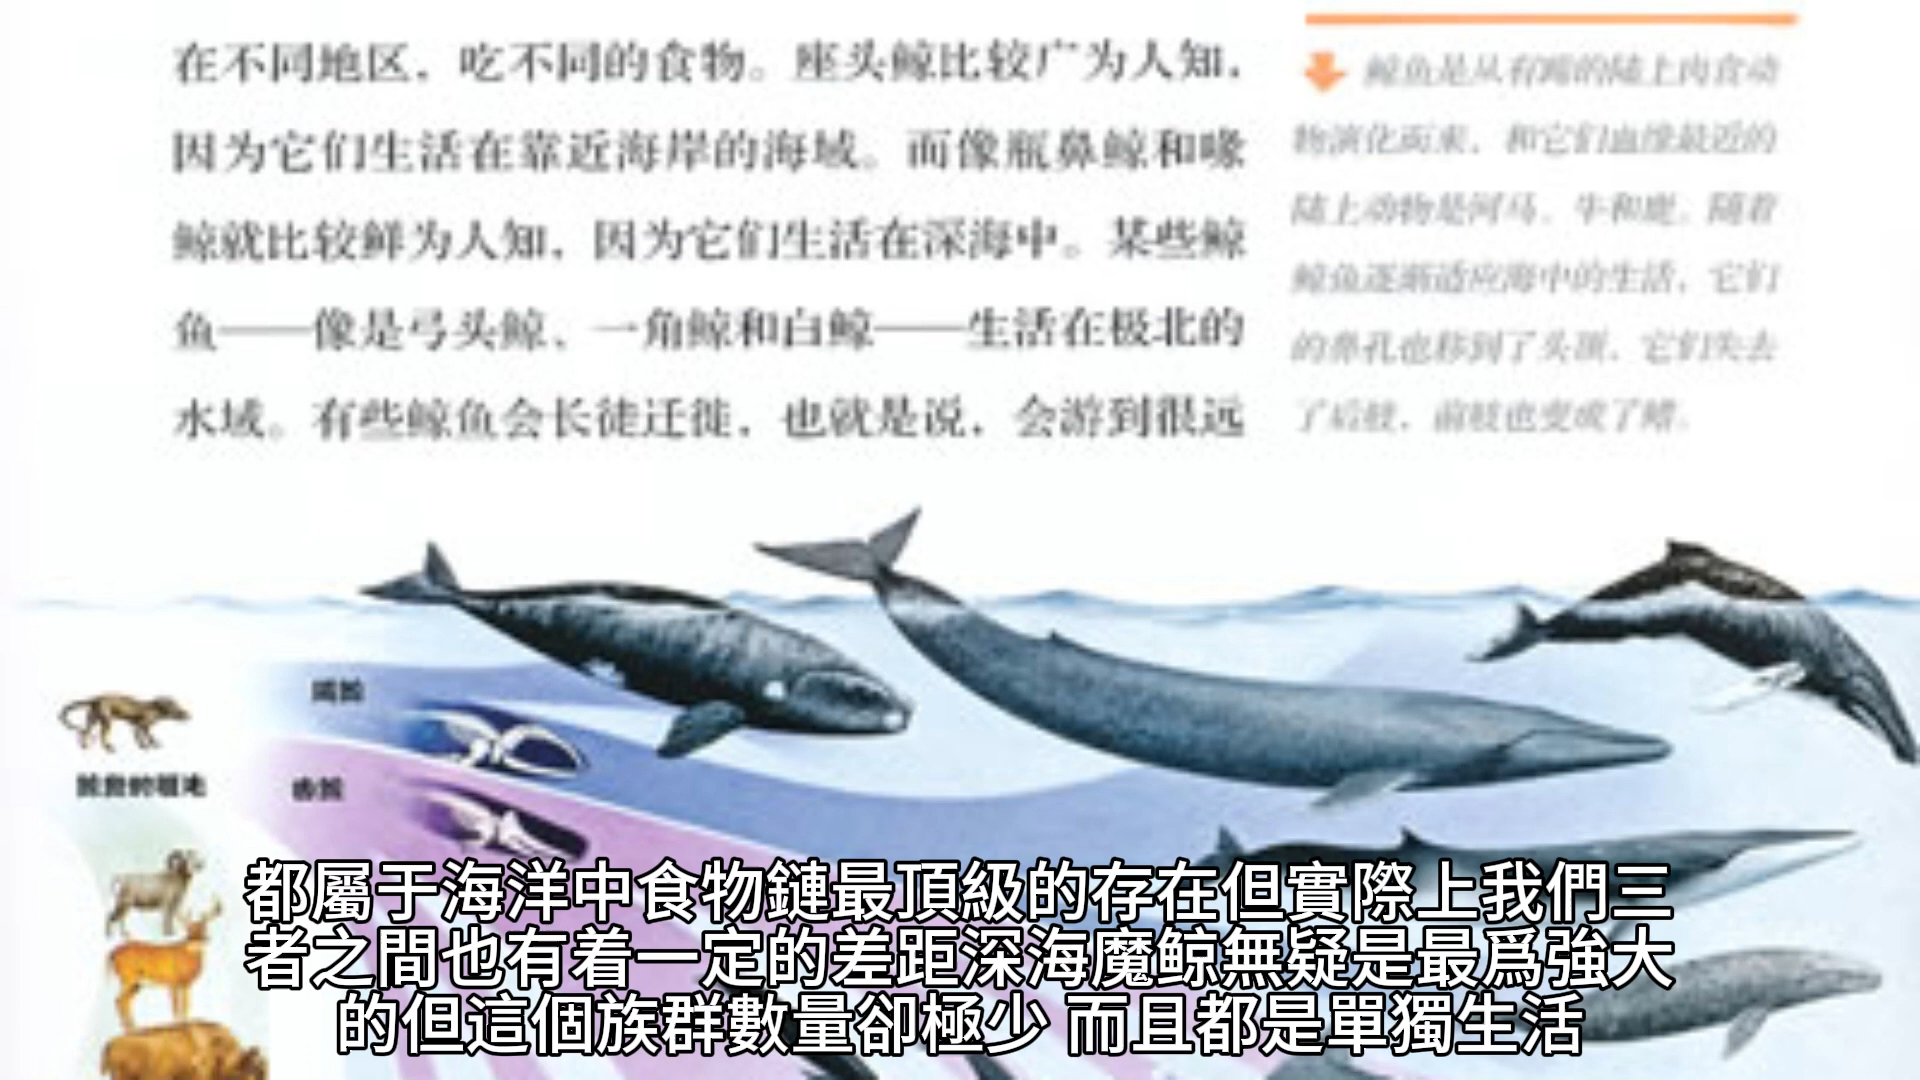 在不同地区，吃不同的食物。座头鲸比较广为人知，
因为它们生活在靠近海岸的海域。而像瓶鼻鲸和喙
鲸就比较鲜为人知，因为它们生活在深海中。某些鲸
鱼——像是弓头鲸、一角鲸和白鲸——生活在极北的
水域。有些鲸鱼会长徒迁徙，也就是说，会游到很远
鲸鱼是从有蹄的陆上肉食动
物演化而来，和它们血缘最近的
陆上动物是河马、牛和鹿。随着
鲸鱼逐渐适应海中的生活，它们
的鼻孔也移到了头顶，它们失去
了后肢，前肢也变成了鳍。
须鲸
齿鲸
鲸鱼的祖先
都屬于海洋中食物鏈最頂級的存在但實際上我們三
者之間也有着一定的差距深海魔鲸無疑是最爲強大
的但這個族群數量卻極少 而且都是單獨生活